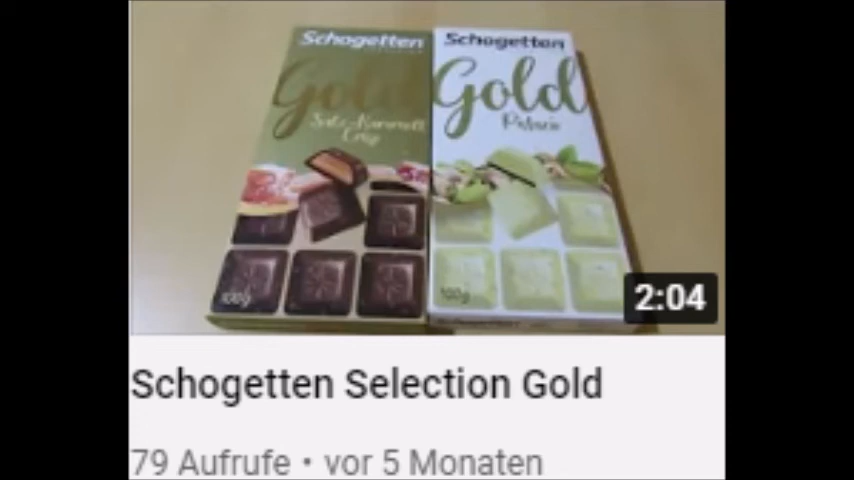 Schogetten Schogetten
Gold Gold
Salz-Karamell
Crisp
100g 100g
2:04
Schogetten Selection Gold
79 Aufrufe • vor 5 Monaten